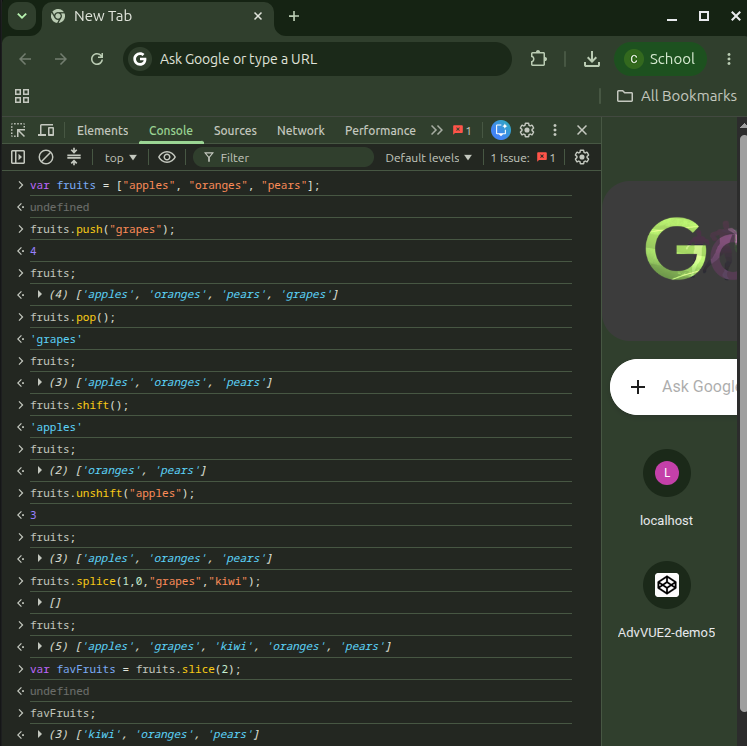 New Tab
Ask Google or type a URL
C School
All Bookmarks
Elements Console Sources Network Performance 1
top Filter Default levels 1 Issue: 1
var fruits = ["apples", "oranges", "pears"];
undefined
fruits.push("grapes");
4
fruits;
(4) ['apples', 'oranges', 'pears', 'grapes']
fruits.pop();
'grapes'
fruits;
(3) ['apples', 'oranges', 'pears']
fruits.shift();
'apples'
fruits;
(2) ['oranges', 'pears']
fruits.unshift("apples");
3
fruits;
(3) ['apples', 'oranges', 'pears']
fruits.splice(1,0,"grapes","kiwi");
[]
fruits;
(5) ['apples', 'grapes', 'kiwi', 'oranges', 'pears']
var favFruits = fruits.slice(2);
undefined
favFruits;
(3) ['kiwi', 'oranges', 'pears']
Go
Ask Google
L
localhost
AdvVUE2-demo5